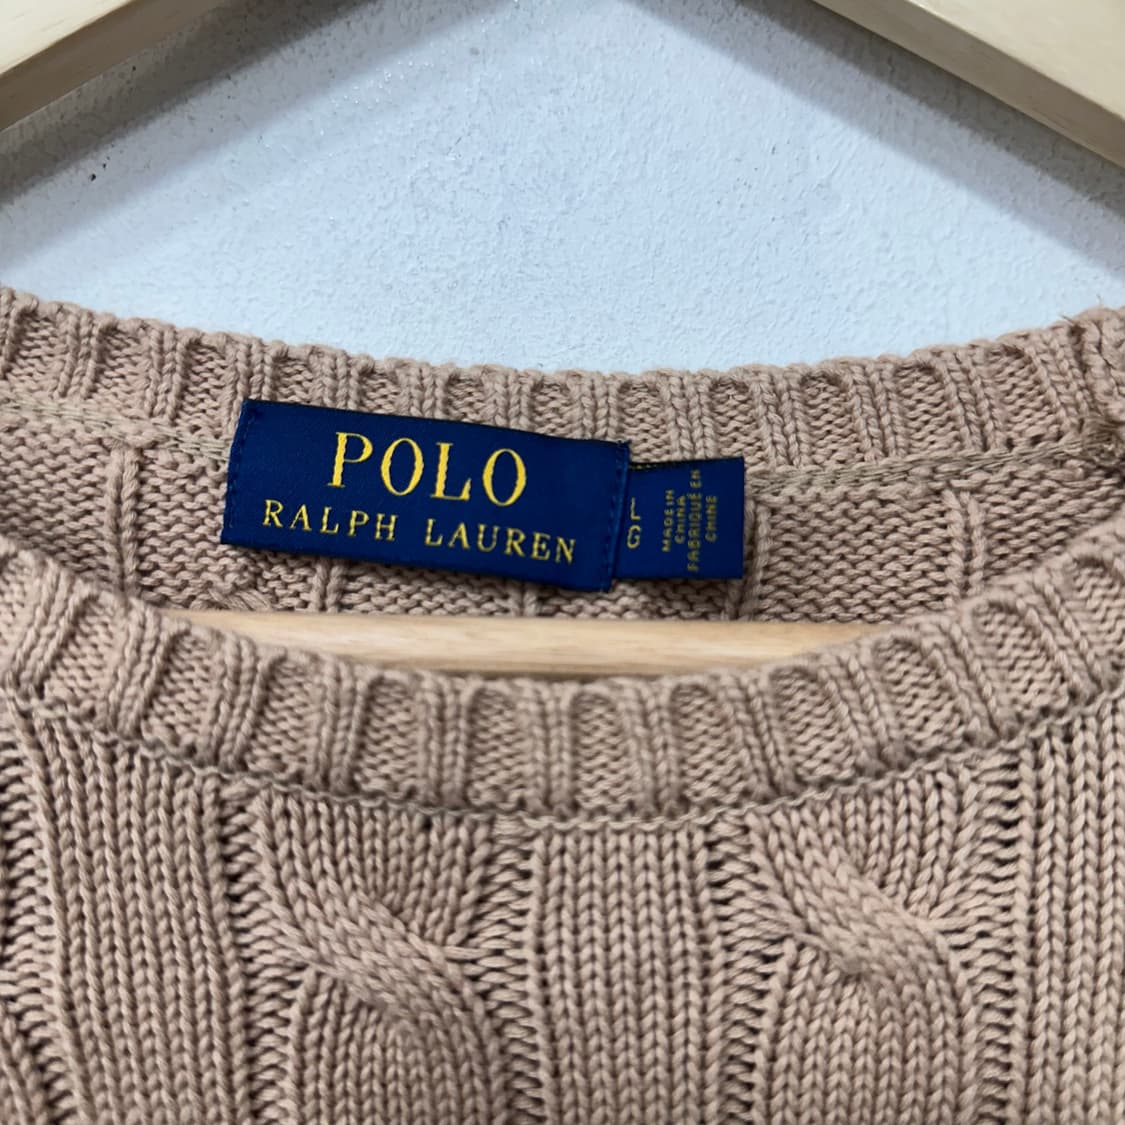 POLO
RALPH LAUREN
L
G
MADE IN
CHINA
FABRIQUÉ EN
CHINE